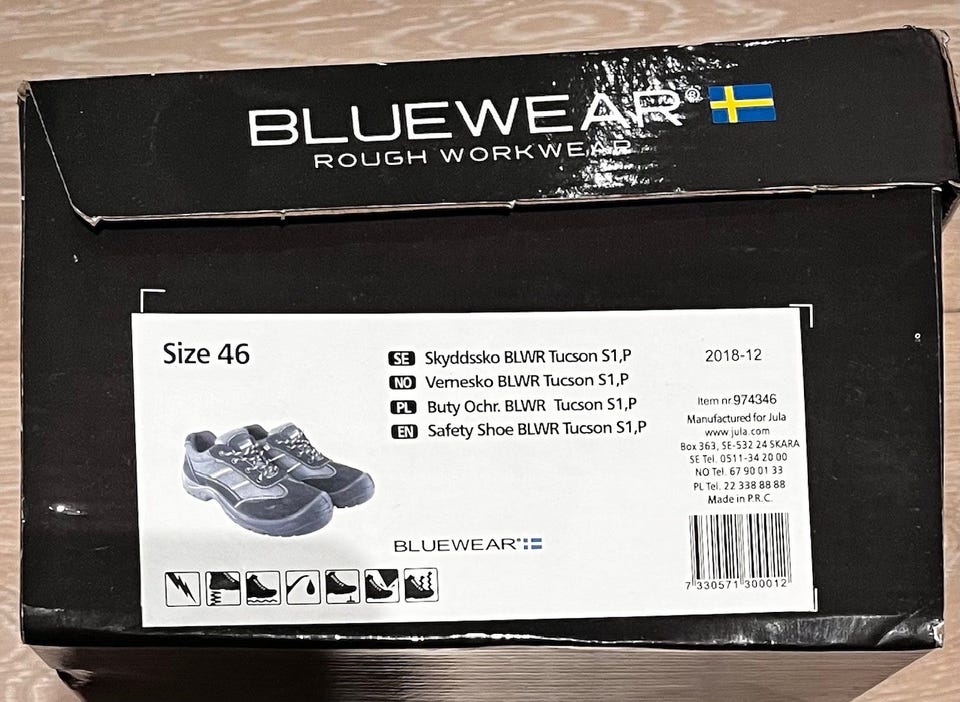 BLUEWEAR®
ROUGH WORKWEAR
Size 46
SE Skyddssko BLWR Tucson S1,P
NO Vernesko BLWR Tucson S1,P
PL Buty Ochr. BLWR Tucson S1,P
EN Safety Shoe BLWR Tucson S1,P
2018-12
Item nr.974346
Manufactured for Jula
www.jula.com
Box 363, SE-532 24 SKARA
SE Tel. 0511-34 20 00
NO Tel. 67 90 01 33
PL Tel. 22 338 88 88
Made in P.R.C.
BLUEWEAR®
7 330571 300012